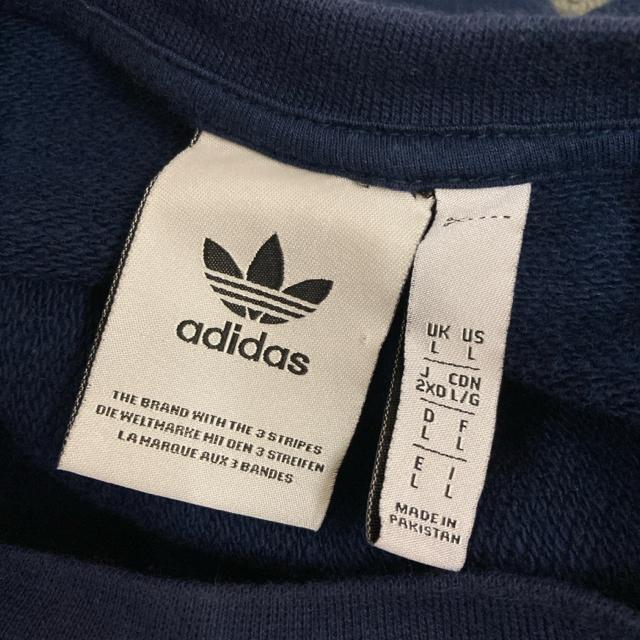 adidas
THE BRAND WITH THE 3 STRIPES
DIE WELTMARKE MIT DEN 3 STREIFEN
LA MARQUE AUX 3 BANDES
UK US
L L
J CDN
2XO L/G
D F
L L
E I
L L
MADE IN
PAKISTAN